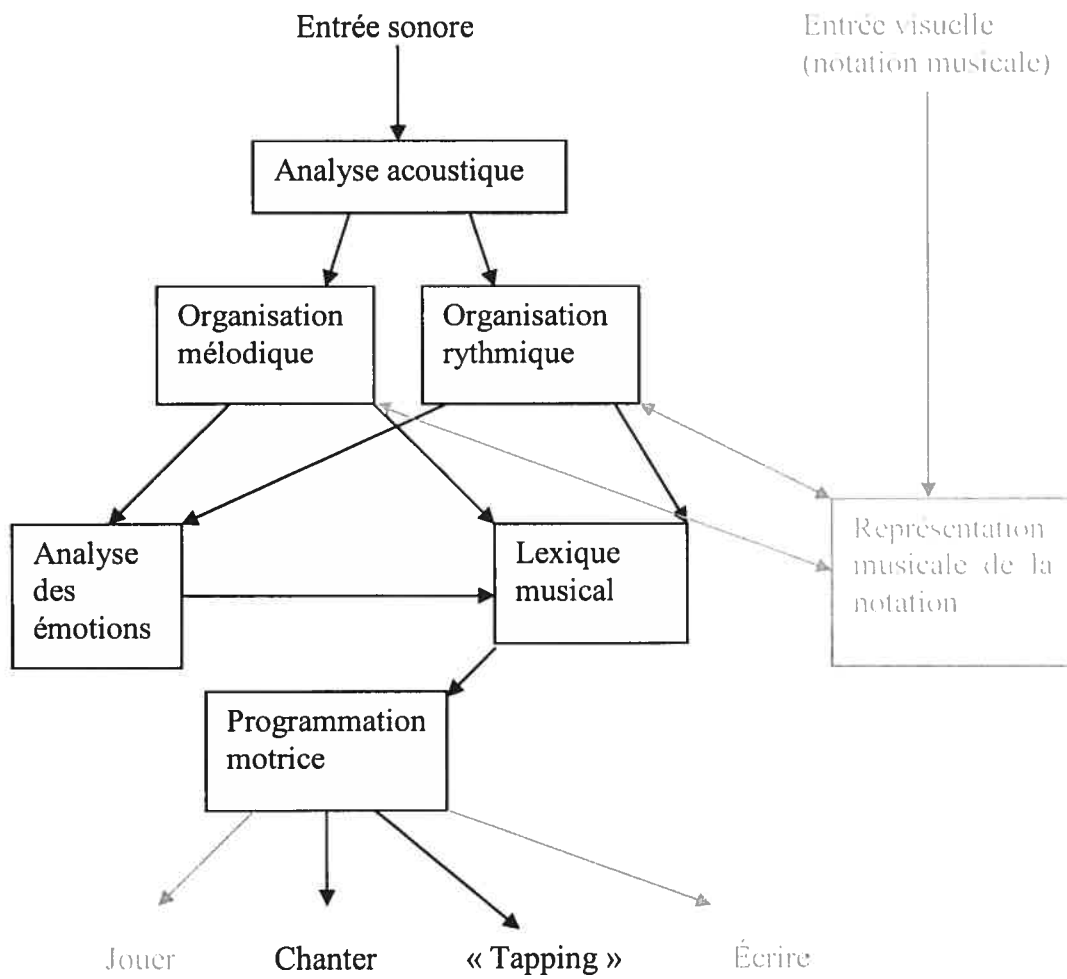 Entrée sonore
Entrée visuelle
(notation musicale)
Analyse acoustique
Organisation
mélodique
Organisation
rythmique
Analyse
des
émotions
Lexique
musical
Représentation
musicale de la
notation
Programmation
motrice
Jouer
Chanter
« Tapping »
Écrire